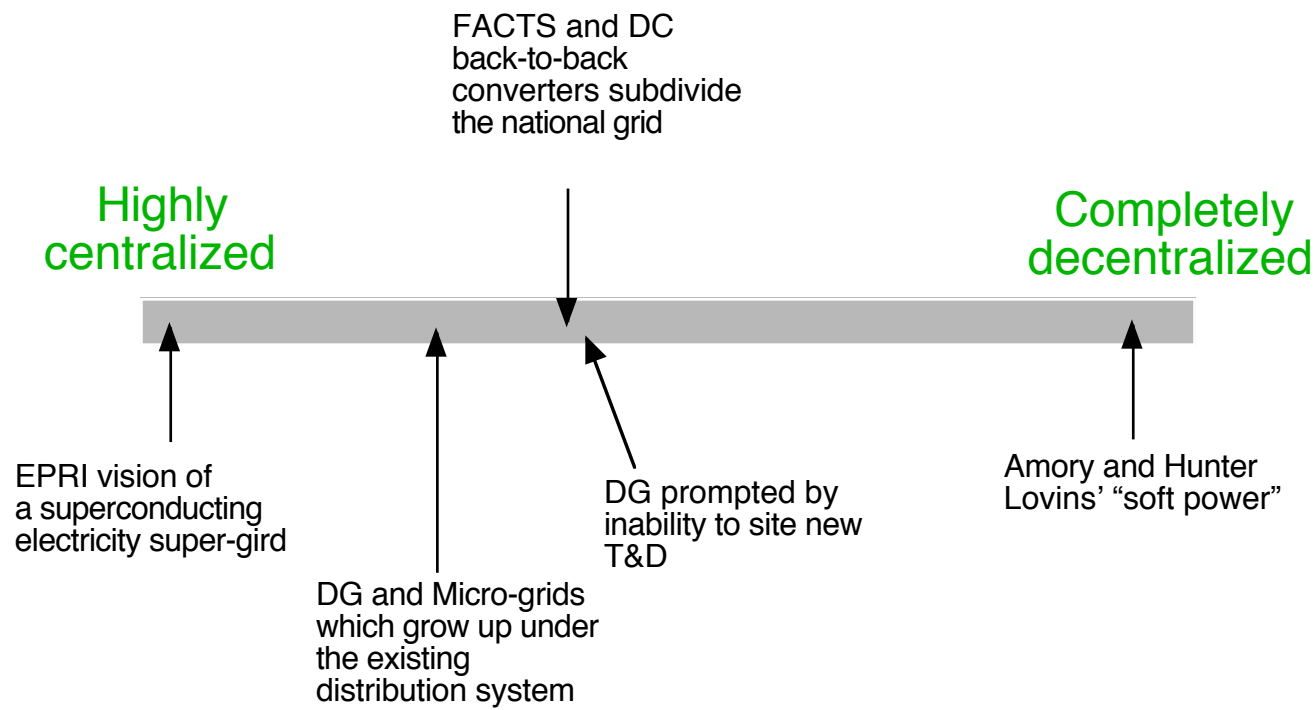 FACTS and DC
back-to-back
converters subdivide
the national grid
Highly
centralized
Completely
decentralized
EPRI vision of
a superconducting
electricity super-gird
DG and Micro-grids
which grow up under
the existing
distribution system
DG prompted by
inability to site new
T&D
Amory and Hunter
Lovins’ “soft power”